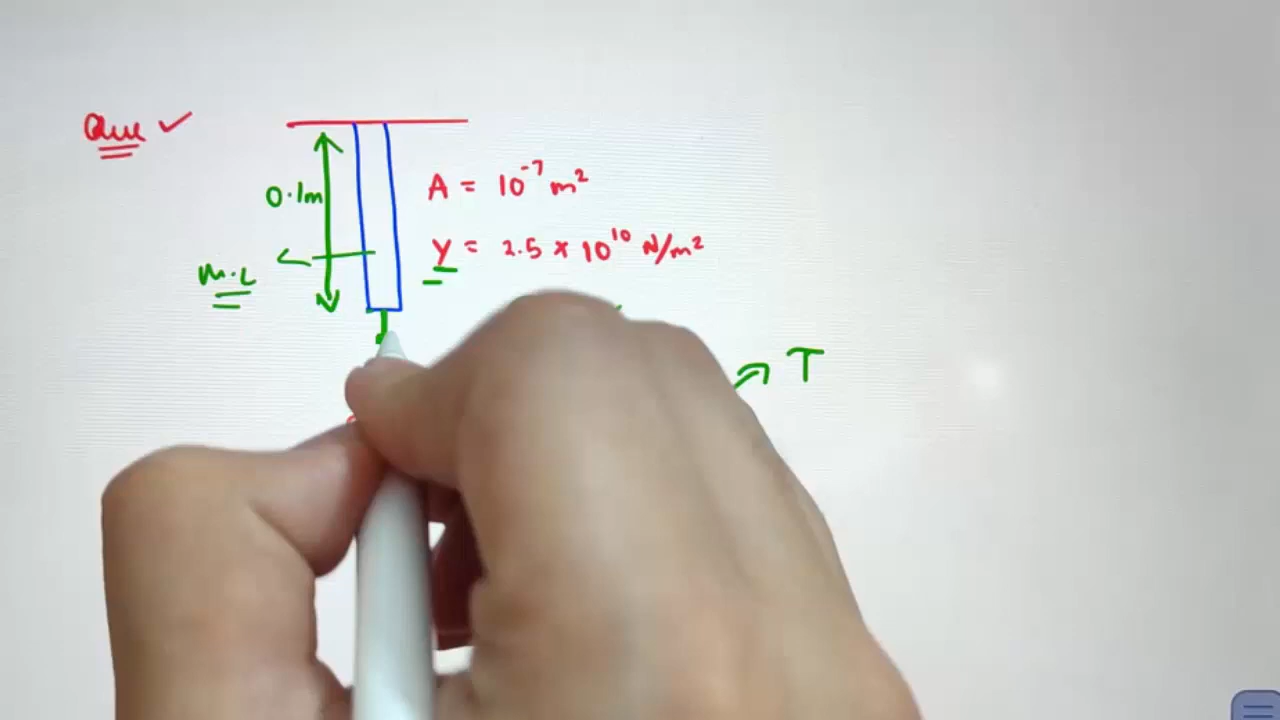 Que ✓
0.1m
A = 10⁻⁷ m²
Y = 2.5 × 10¹⁰ N/m²
m.L
T